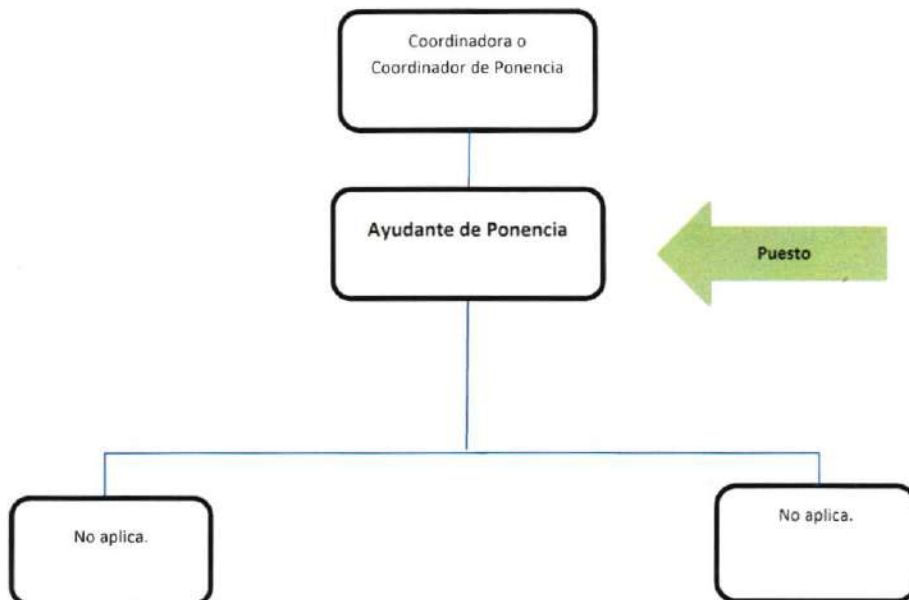 Coordinadora o
Coordinador de Ponencia
Ayudante de Ponencia
Puesto
No aplica.
No aplica.